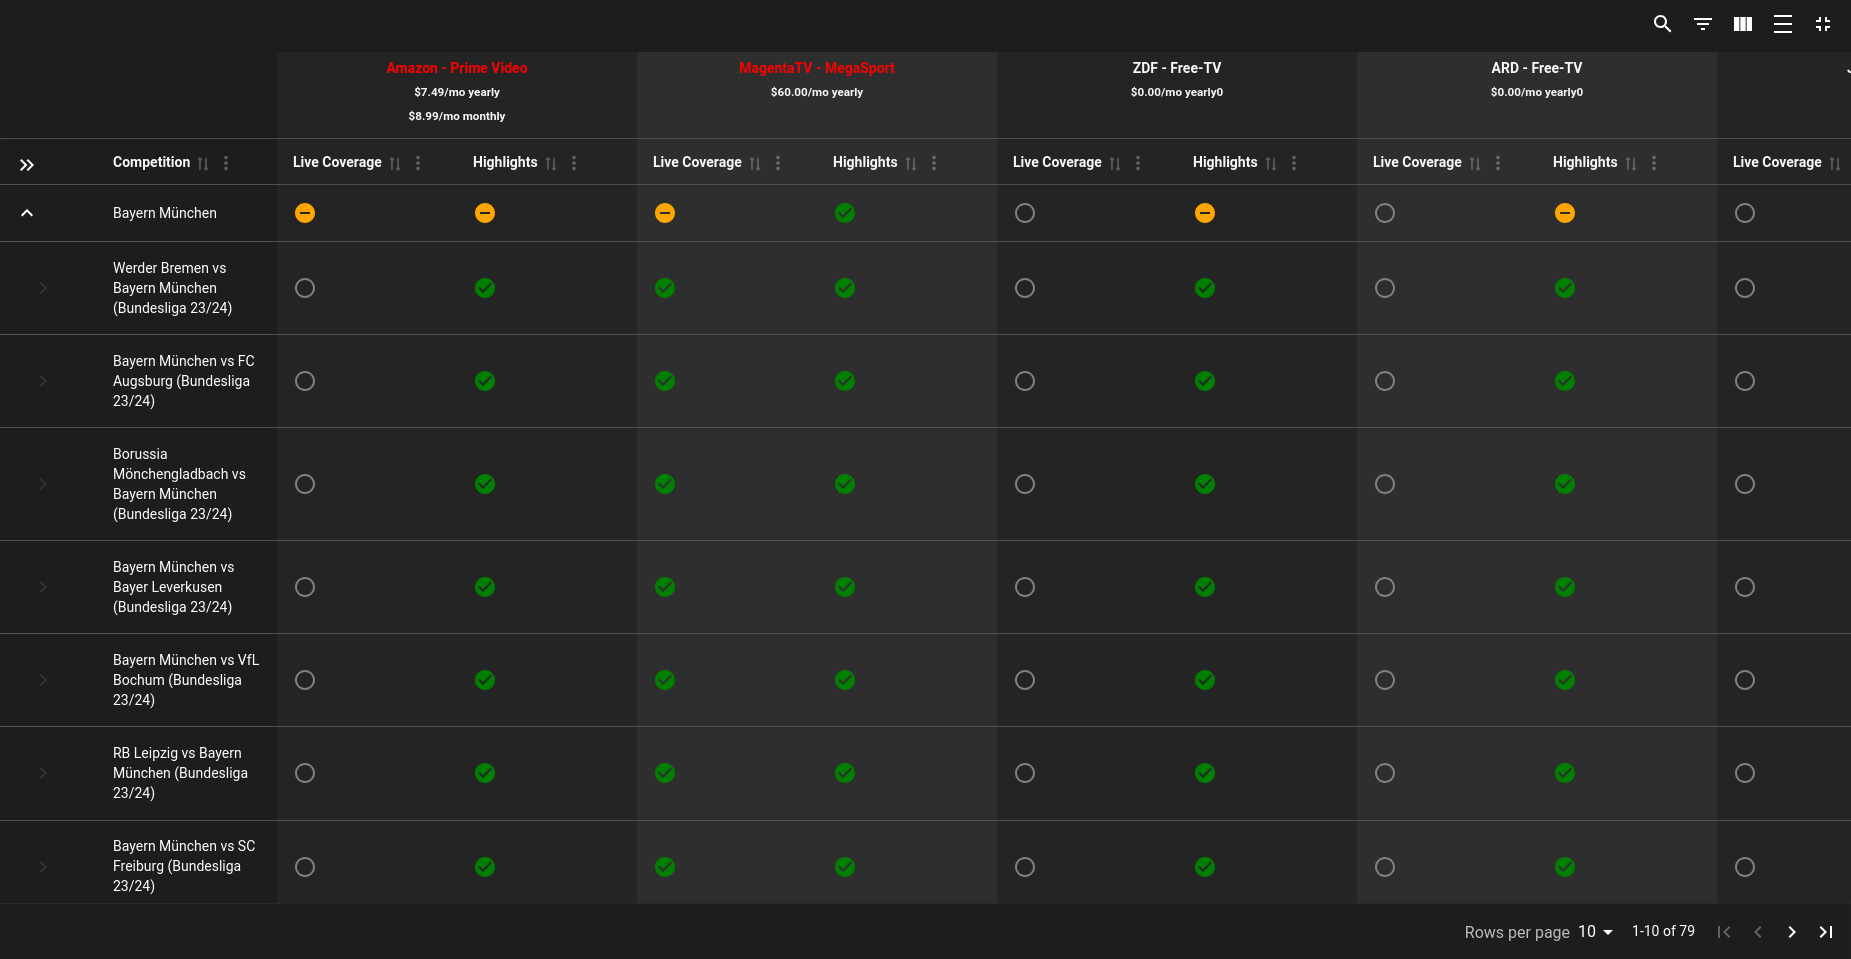 Amazon - Prime Video
$7.49/mo yearly
$8.99/mo monthly
MagentaTV - MegaSport
$60.00/mo yearly
ZDF - Free-TV
$0.00/mo yearly0
ARD - Free-TV
$0.00/mo yearly0
Competition Live Coverage Highlights Live Coverage Highlights Live Coverage Highlights Live Coverage Highlights Live Coverage
Bayern München
Werder Bremen vs
Bayern München
(Bundesliga 23/24)
Bayern München vs FC
Augsburg (Bundesliga
23/24)
Borussia
Mönchengladbach vs
Bayern München
(Bundesliga 23/24)
Bayern München vs
Bayer Leverkusen
(Bundesliga 23/24)
Bayern München vs VfL
Bochum (Bundesliga
23/24)
RB Leipzig vs Bayern
München (Bundesliga
23/24)
Bayern München vs SC
Freiburg (Bundesliga
23/24)
Rows per page 10 1-10 of 79